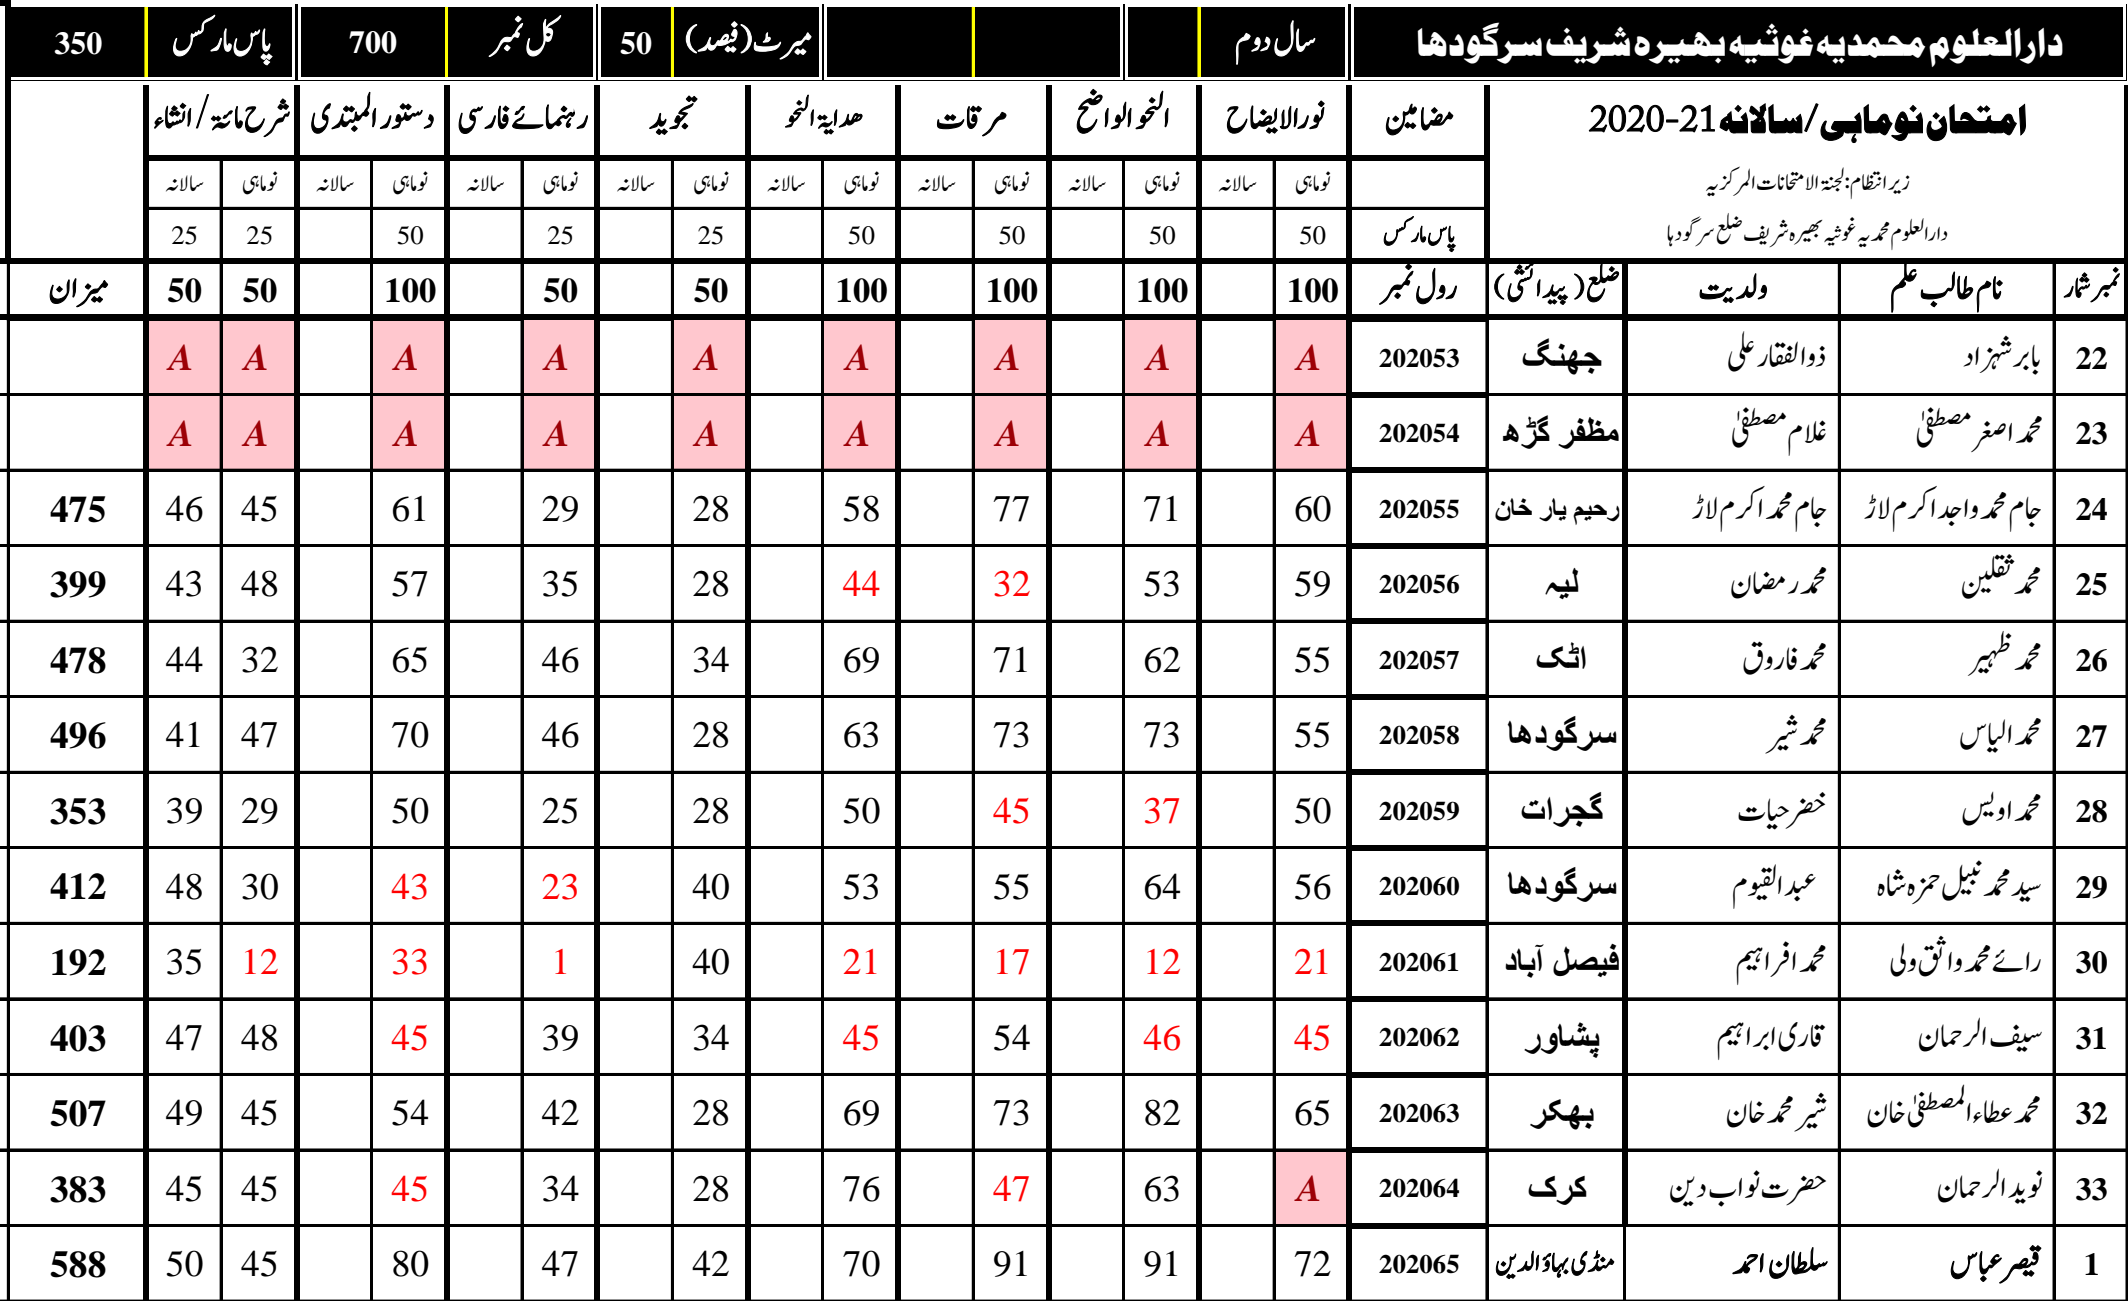 دارالعلوم محمدیہ غوثیہ بھیرہ شریف سرگودھا سال دوم میرٹ(فیصد) 50 کل نمبر 700 پاس مارکس 350
امتحان نوماہی/سالانہ 21-2020 مضامین نورالایضاح النحوالواضح مرقات ھدایۃ النحو تجوید رہنمائے فارسی دستورالمبتدی شرح مائۃ/انشاء
زیر انتظام: لجنۃ الامتحانات المرکزیہ نوماہی سالانہ نوماہی سالانہ نوماہی سالانہ نوماہی سالانہ نوماہی سالانہ نوماہی سالانہ نوماہی سالانہ نوماہی سالانہ
دارالعلوم محمدیہ غوثیہ بھیرہ شریف ضلع سرگودہا پاس مارکس 50 50 50 50 25 25 50 25 25
نمبر شمار نام طالب علم ولدیت ضلع(پیدائشی) رول نمبر 100 100 100 100 50 50 100 50 50 میزان
22 بابر شہزاد ذوالفقار علی جھنگ 202053 A A A A A A A A A
23 محمد اصغر مصطفیٰ غلام مصطفیٰ مظفر گڑھ 202054 A A A A A A A A A
24 جام محمد واجد اکرم لاڑ جام محمد اکرم لاڑ رحیم یار خان 202055 60 71 77 58 28 29 61 45 46 475
25 محمد ثقلین محمد رمضان لیہ 202056 59 53 32 44 28 35 57 48 43 399
26 محمد ظہیر محمد فاروق اٹک 202057 55 62 71 69 34 46 65 32 44 478
27 محمد الیاس محمد شیر سرگودھا 202058 55 73 73 63 28 46 70 47 41 496
28 محمد اویس خضر حیات گجرات 202059 50 37 45 50 28 25 50 29 39 353
29 سید محمد نبیل حمزہ شاہ عبدالقیوم سرگودھا 202060 56 64 55 53 40 23 43 30 48 412
30 رائے محمد واثق ولی محمد افراہیم فیصل آباد 202061 21 12 17 21 40 1 33 12 35 192
31 سیف الرحمان قاری ابراہیم پشاور 202062 45 46 54 45 34 39 45 48 47 403
32 محمد عطاءالمصطفیٰ خان شیر محمد خان بھکر 202063 65 82 73 69 28 42 54 45 49 507
33 نوید الرحمان حضرت نواب دین کرک 202064 A 63 47 76 28 34 45 45 45 383
1 قیصر عباس سلطان احمد منڈی بہاؤالدین 202065 72 91 91 70 42 47 80 45 50 588